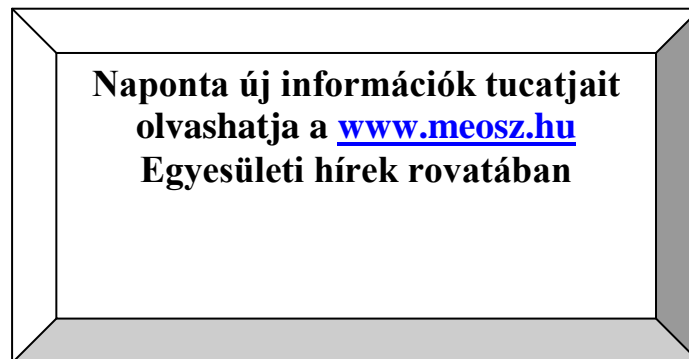 Naponta új információk tucatjait
olvashatja a www.meosz.hu
Egyesületi hírek rovatában